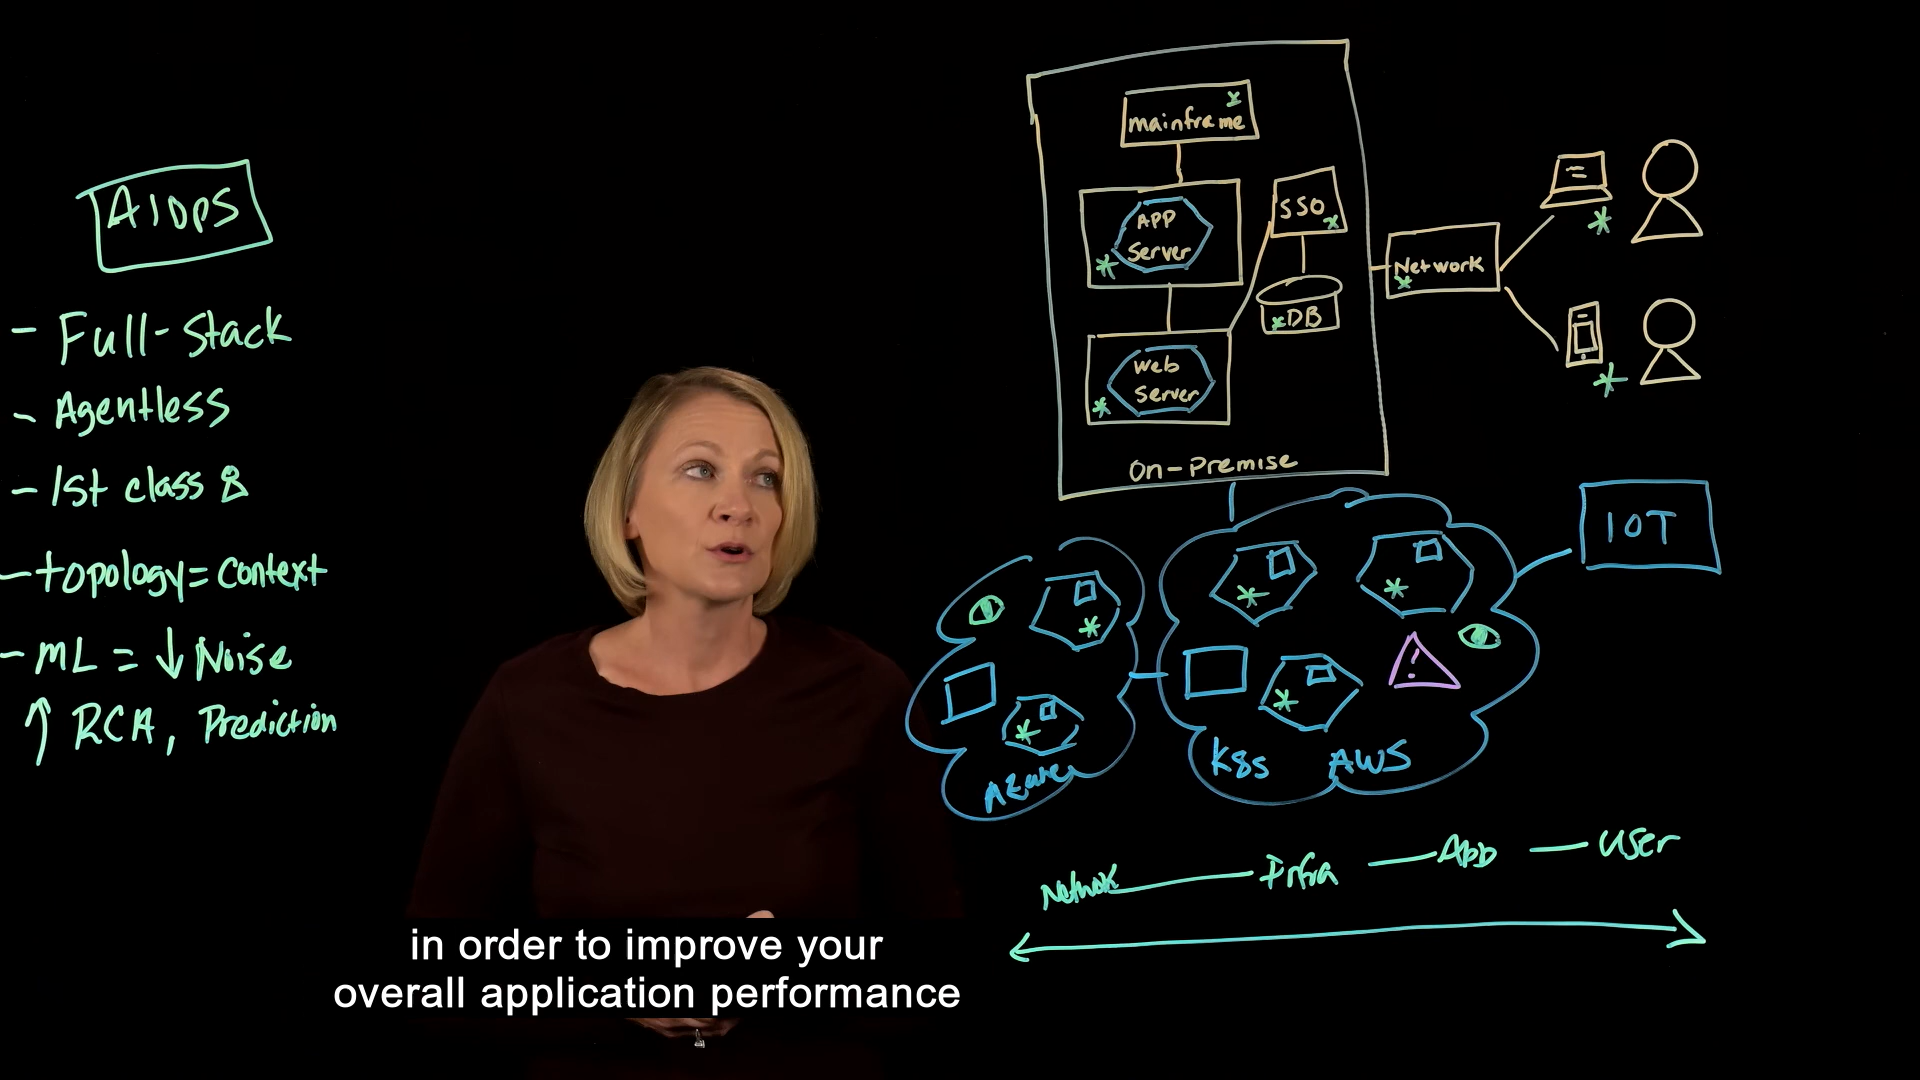 AIOPS
- Full-Stack
- Agentless
- 1st class &
- topology = Context
- ML = ↓ Noise
↑ RCA, Prediction
mainframe
APP
Server
SSO
DB
Web
Server
On-Premise
Network
IOT
!
Azure
K8s AWS
Network — Infra — App — User
in order to improve your
overall application performance